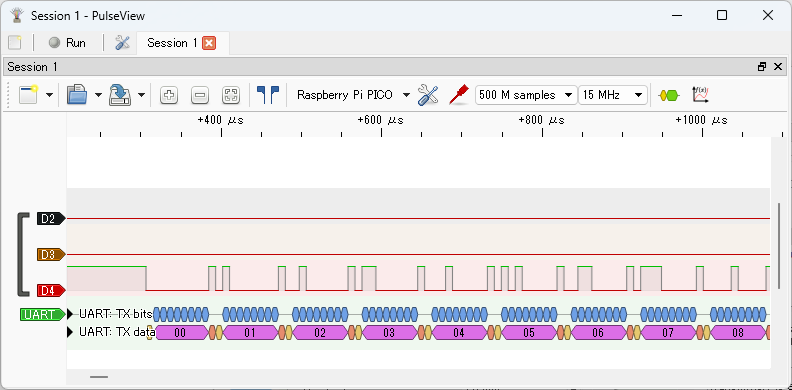 Session 1 - PulseView
Run
Session 1
Session 1
Raspberry Pi PICO
500 M samples
15 MHz
+400 μs
+600 μs
+800 μs
+1000 μs
D2
D3
D4
UART
UART: TX bits
UART: TX data
00 01 02 03 04 05 06 07 08